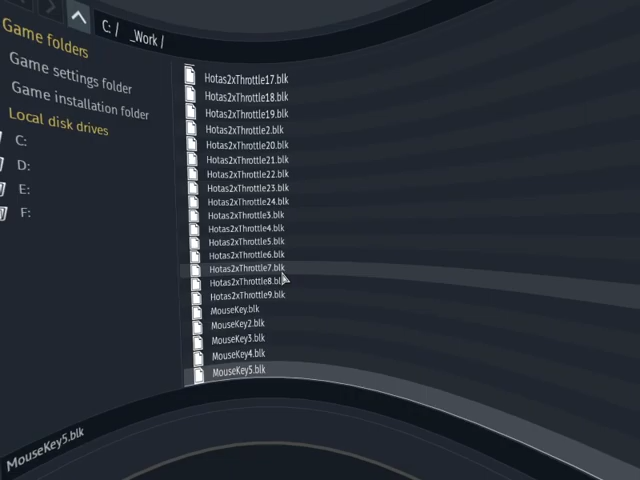 C: / _Work /
Game folders
Game settings folder
Game installation folder
Local disk drives
C:
D:
E:
F:
Hotas2xThrottle17.blk
Hotas2xThrottle18.blk
Hotas2xThrottle19.blk
Hotas2xThrottle2.blk
Hotas2xThrottle20.blk
Hotas2xThrottle21.blk
Hotas2xThrottle22.blk
Hotas2xThrottle23.blk
Hotas2xThrottle24.blk
Hotas2xThrottle3.blk
Hotas2xThrottle4.blk
Hotas2xThrottle5.blk
Hotas2xThrottle6.blk
Hotas2xThrottle7.blk
Hotas2xThrottle8.blk
Hotas2xThrottle9.blk
MouseKey.blk
MouseKey2.blk
MouseKey3.blk
MouseKey4.blk
MouseKey5.blk
MouseKey5.blk